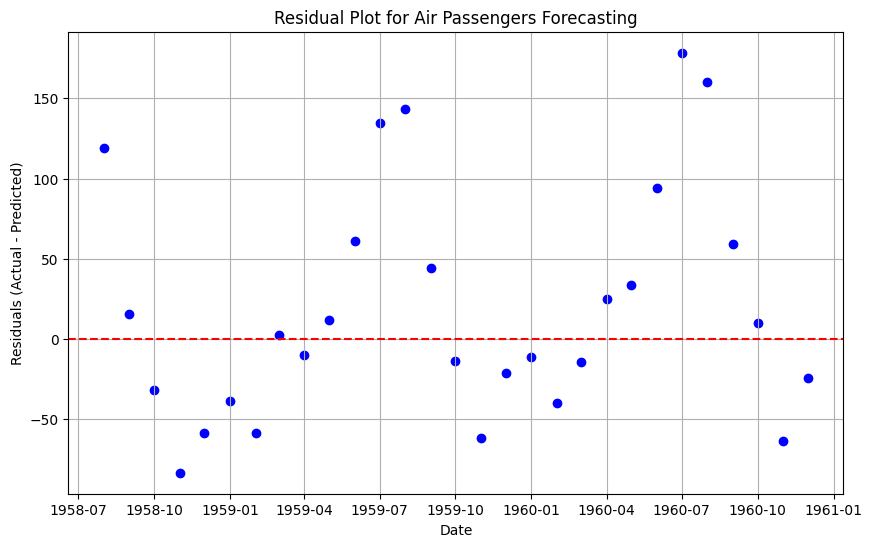 Residual Plot for Air Passengers Forecasting
Residuals (Actual - Predicted)
150
100
50
0
−50
1958-07 1958-10 1959-01 1959-04 1959-07 1959-10 1960-01 1960-04 1960-07 1960-10 1961-01
Date